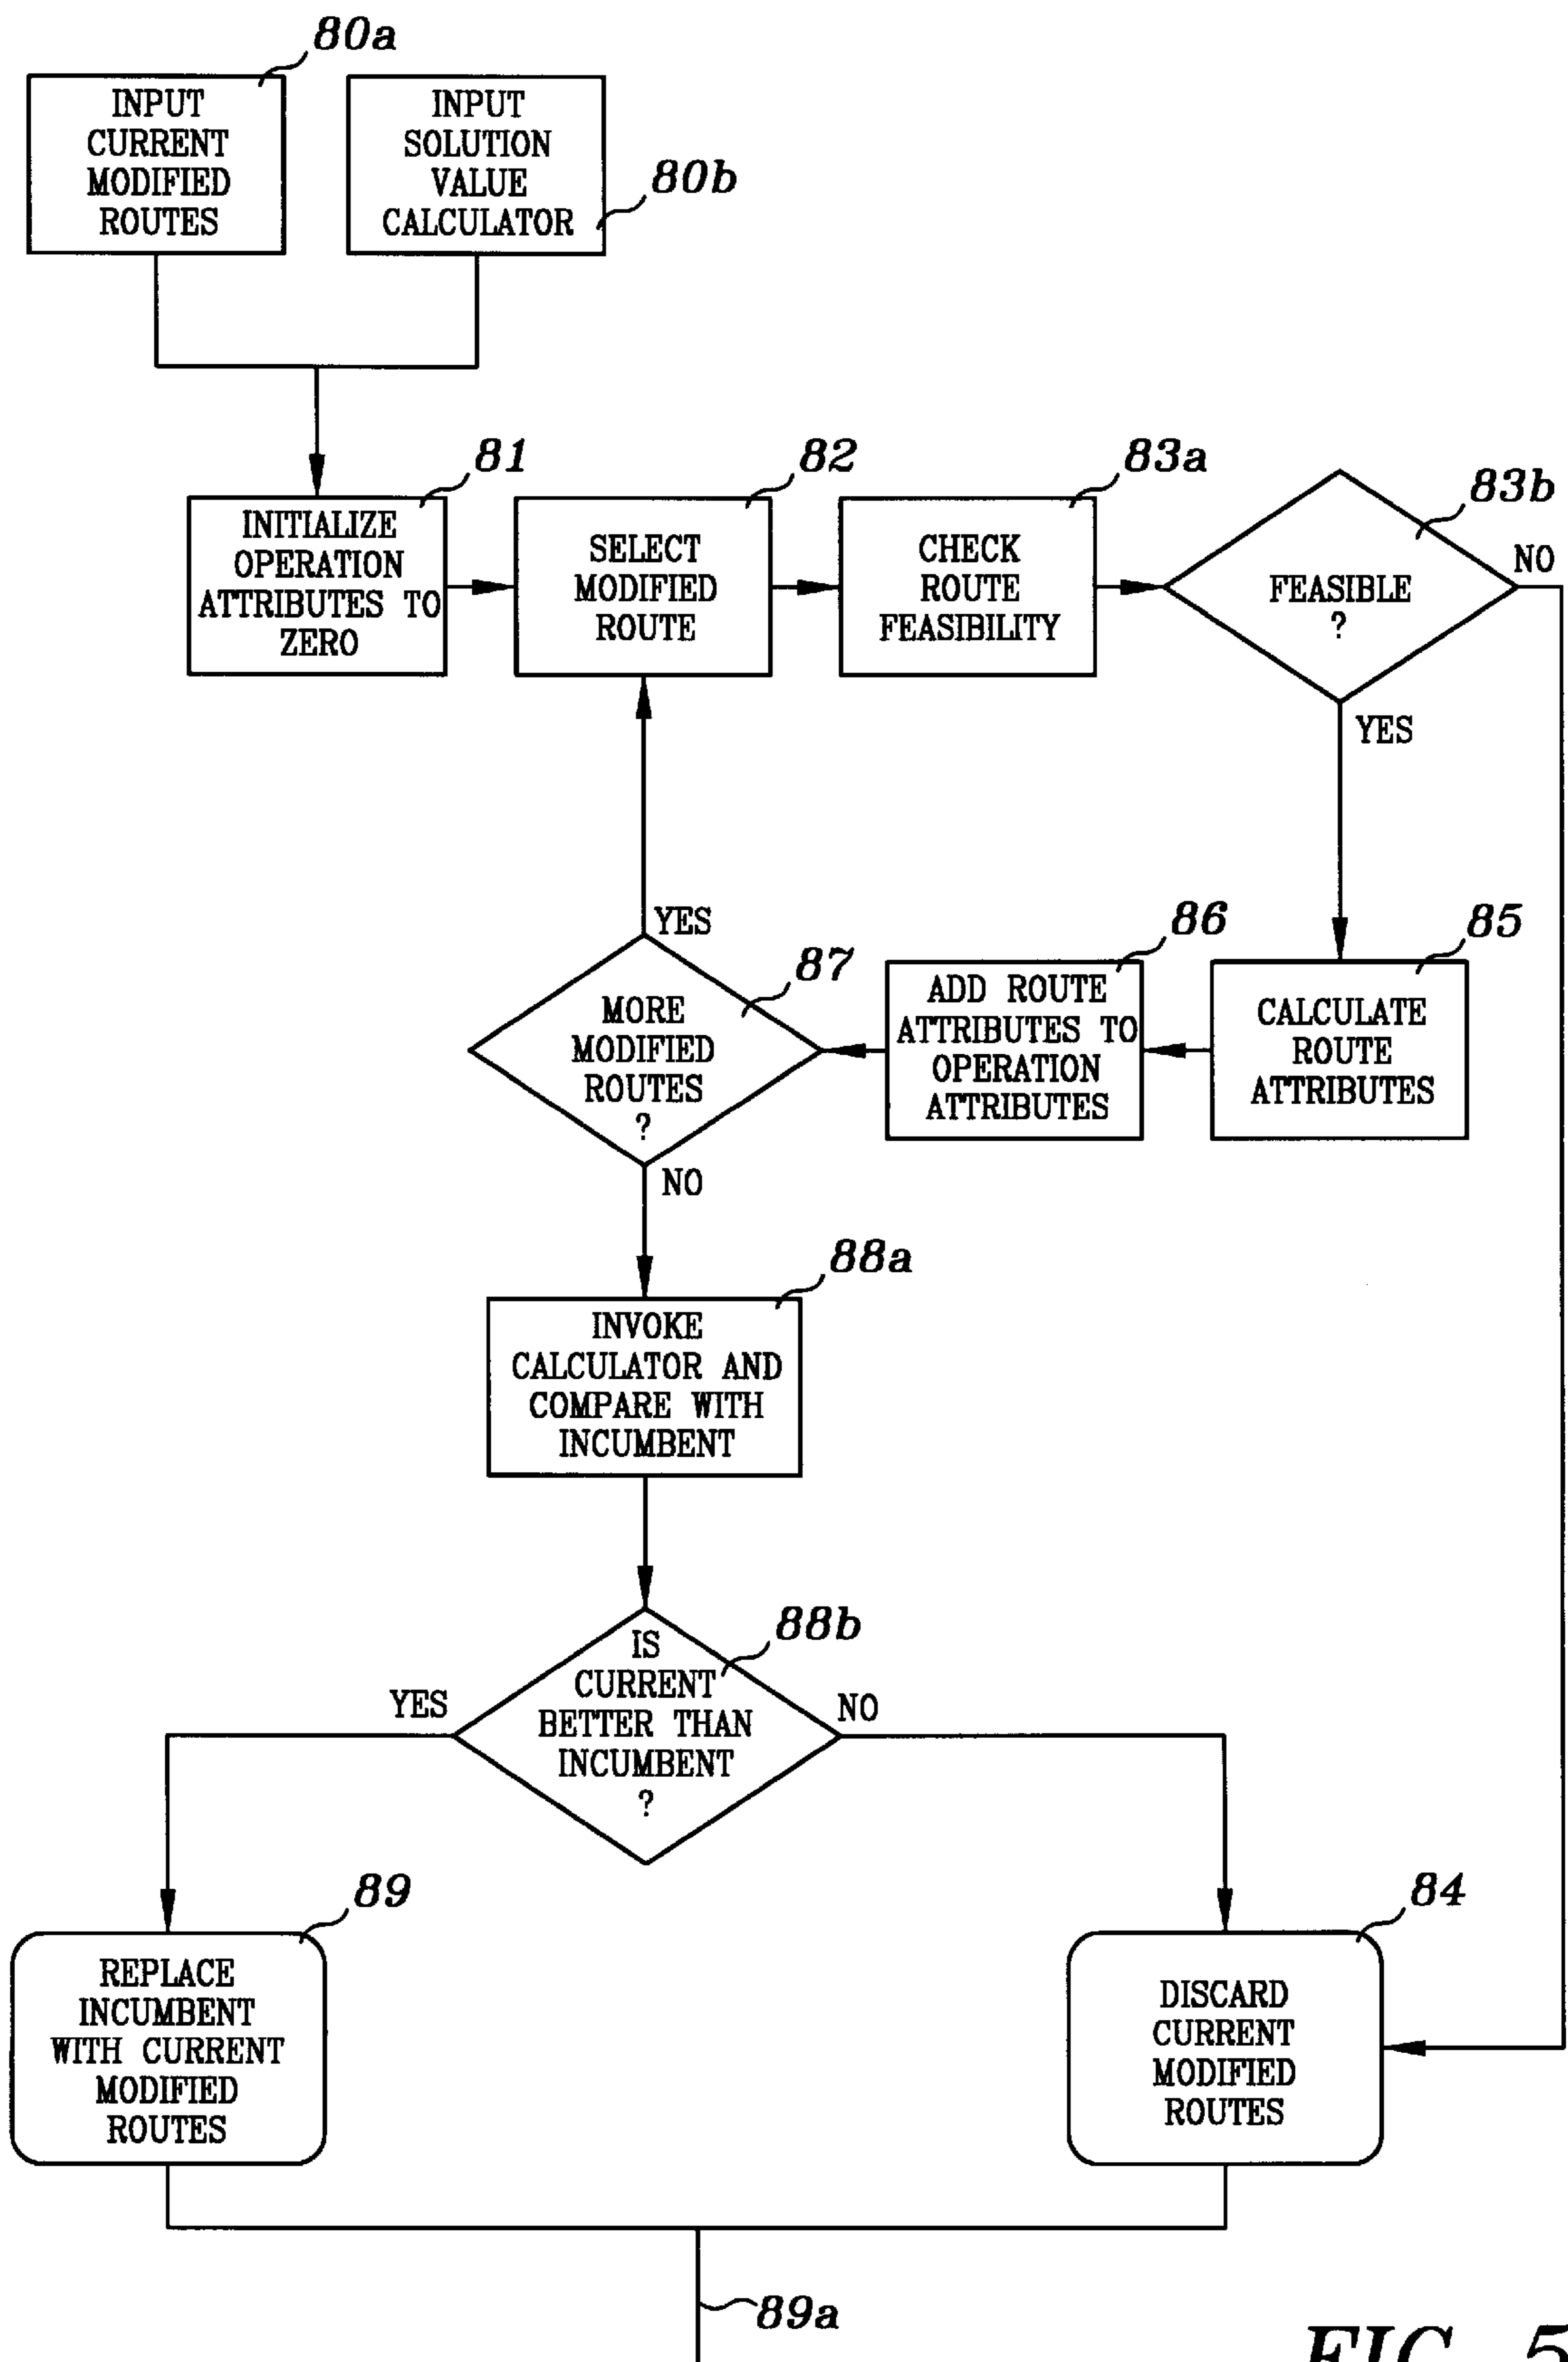 80a
INPUT
CURRENT
MODIFIED
ROUTES
INPUT
SOLUTION
VALUE
CALCULATOR
80b
81
INITIALIZE
OPERATION
ATTRIBUTES TO
ZERO
82
SELECT
MODIFIED
ROUTE
83a
CHECK
ROUTE
FEASIBILITY
83b
FEASIBLE
?
NO
YES
85
CALCULATE
ROUTE
ATTRIBUTES
86
ADD ROUTE
ATTRIBUTES TO
OPERATION
ATTRIBUTES
87
YES
MORE
MODIFIED
ROUTES
?
NO
88a
INVOKE
CALCULATOR AND
COMPARE WITH
INCUMBENT
88b
IS
CURRENT
BETTER THAN
INCUMBENT
?
YES
NO
89
REPLACE
INCUMBENT
WITH CURRENT
MODIFIED
ROUTES
84
DISCARD
CURRENT
MODIFIED
ROUTES
89a
FIG. 5